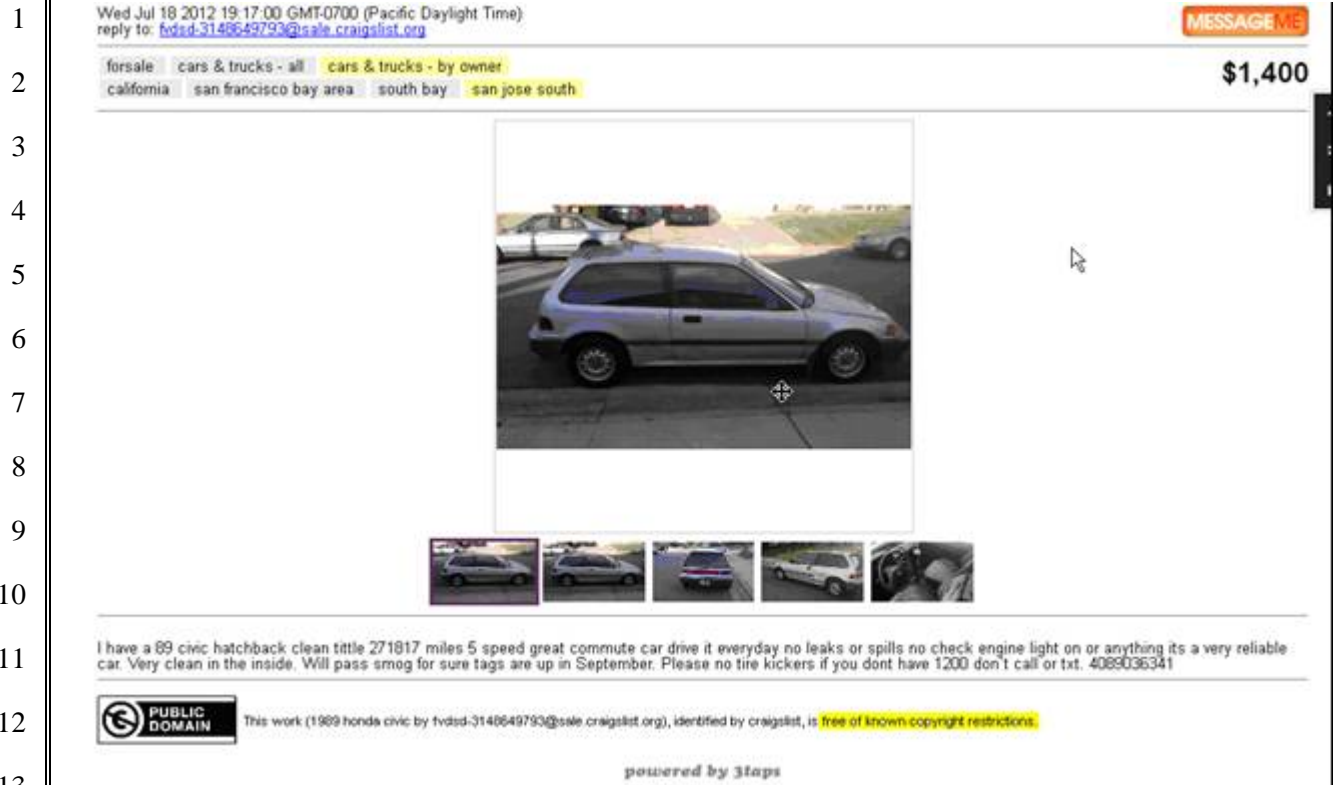 1
Wed Jul 18 2012 19:17:00 GMT-0700 (Pacific Daylight Time)
reply to: fvdsd-3148649793@sale.craigslist.org
MESSAGE ME
2
forsale cars & trucks - all cars & trucks - by owner
california san francisco bay area south bay san jose south
$1,400
3
4
5
6
7
8
9
10
11
I have a 89 civic hatchback clean tittle 271817 miles 5 speed great commute car drive it everyday no leaks or spills no check engine light on or anything its a very reliable
car. Very clean in the inside. Will pass smog for sure tags are up in September. Please no tire kickers if you dont have 1200 don't call or txt. 4089036341
12
PUBLIC
DOMAIN
This work (1989 honda civic by fvdsd-3148649793@sale.craigslist.org), identified by craigslist, is free of known copyright restrictions.
powered by 3taps
13